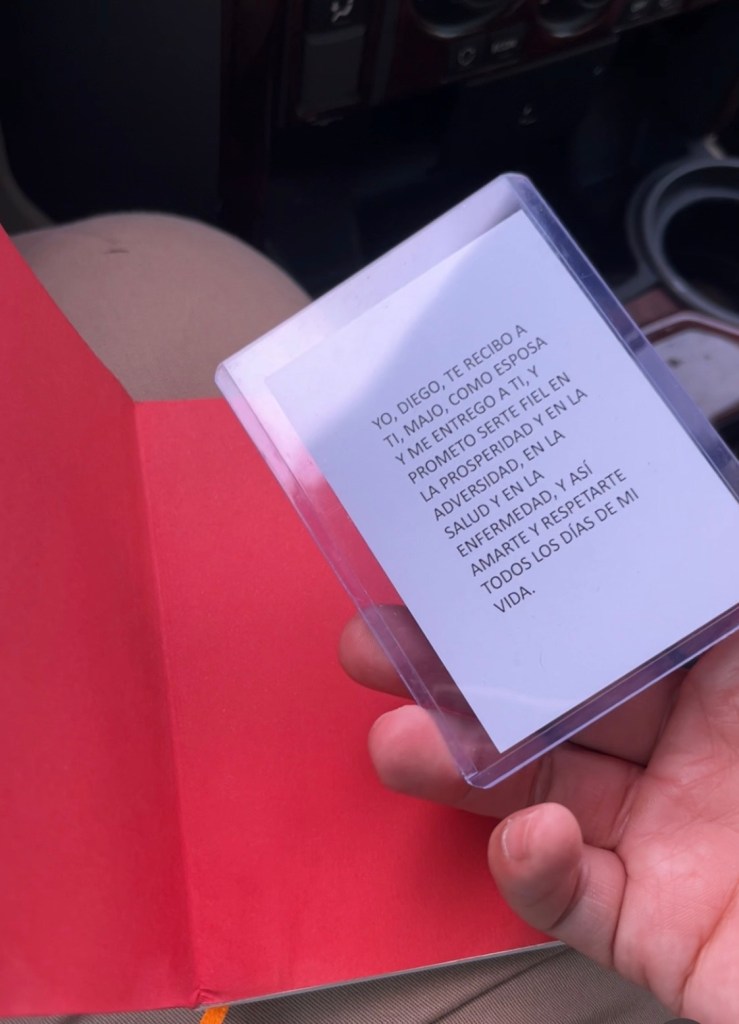 YO, DIEGO, TE RECIBO A
TI, MAJO, COMO ESPOSA
Y ME ENTREGO A TI, Y
PROMETO SERTE FIEL EN
LA PROSPERIDAD Y EN LA
ADVERSIDAD, EN LA
SALUD Y EN LA
ENFERMEDAD, Y ASÍ
AMARTE Y RESPETARTE
TODOS LOS DÍAS DE MI
VIDA.